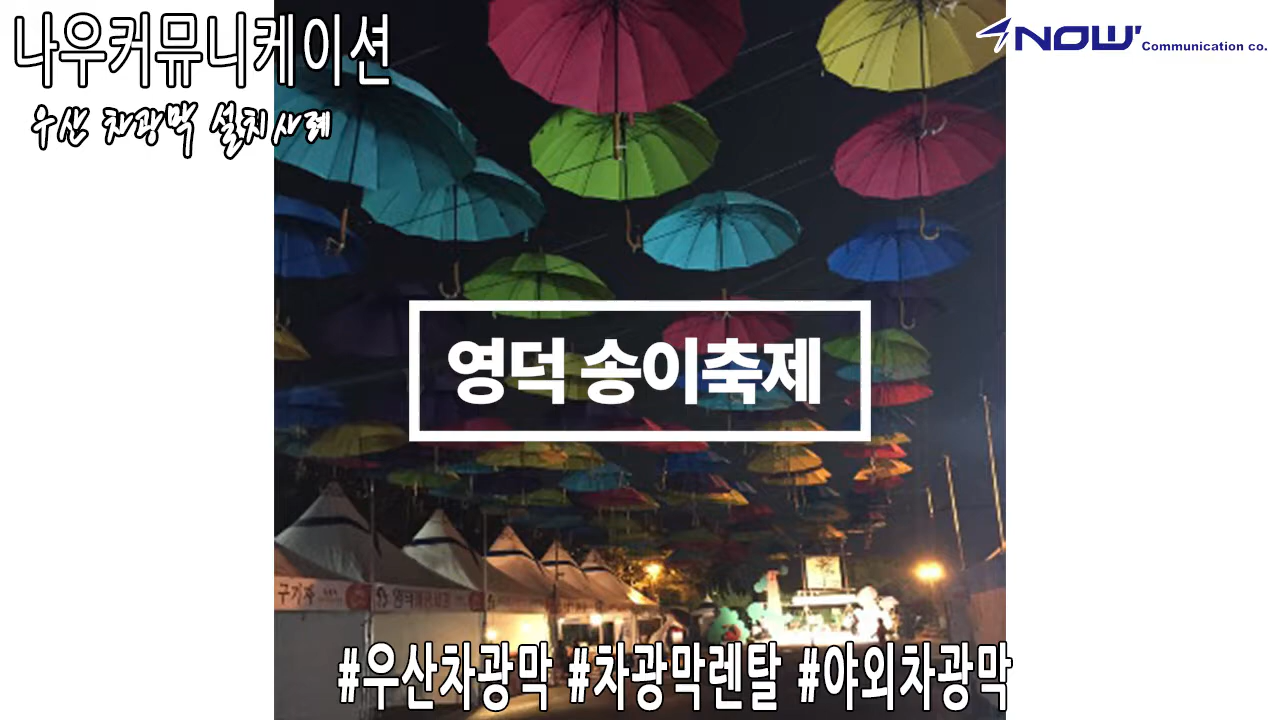 나우커뮤니케이션
우산 차광막 설치사례
NOW Communication co.
영덕 송이축제
#우산차광막 #차광막렌탈 #야외차광막